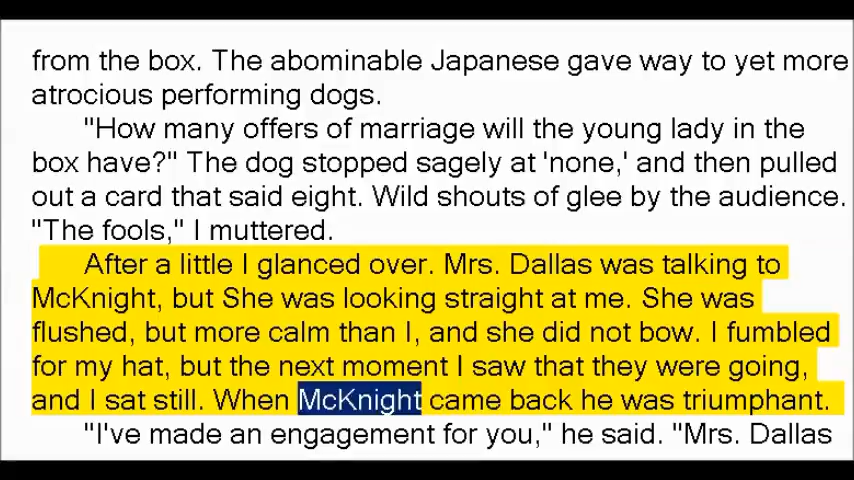 from the box. The abominable Japanese gave way to yet more
atrocious performing dogs.
"How many offers of marriage will the young lady in the
box have?" The dog stopped sagely at 'none,' and then pulled
out a card that said eight. Wild shouts of glee by the audience.
"The fools," I muttered.
After a little I glanced over. Mrs. Dallas was talking to
McKnight, but She was looking straight at me. She was
flushed, but more calm than I, and she did not bow. I fumbled
for my hat, but the next moment I saw that they were going,
and I sat still. When McKnight came back he was triumphant.
"I've made an engagement for you," he said. "Mrs. Dallas